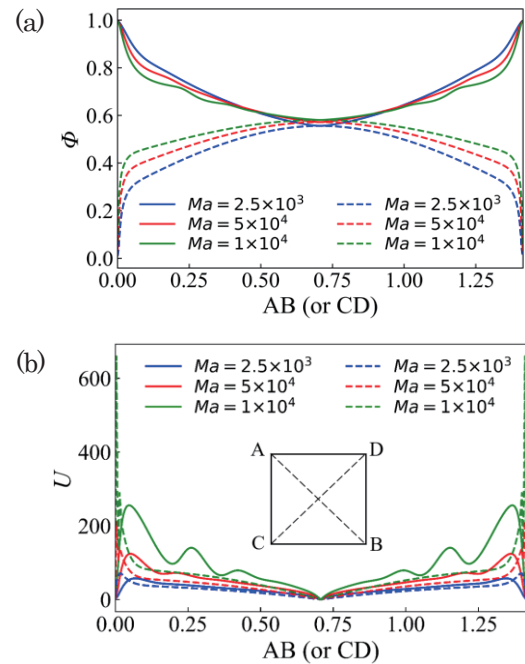 (a)
1.0
0.8
0.6
0.4
0.2
0.0
Φ
Ma = 2.5×10³
Ma = 5×10⁴
Ma = 1×10⁴
Ma = 2.5×10³
Ma = 5×10⁴
Ma = 1×10⁴
0.00 0.25 0.50 0.75 1.00 1.25
AB (or CD)
(b)
600
400
200
0
U
Ma = 2.5×10³
Ma = 5×10⁴
Ma = 1×10⁴
Ma = 2.5×10³
Ma = 5×10⁴
Ma = 1×10⁴
A D
C B
0.00 0.25 0.50 0.75 1.00 1.25
AB (or CD)